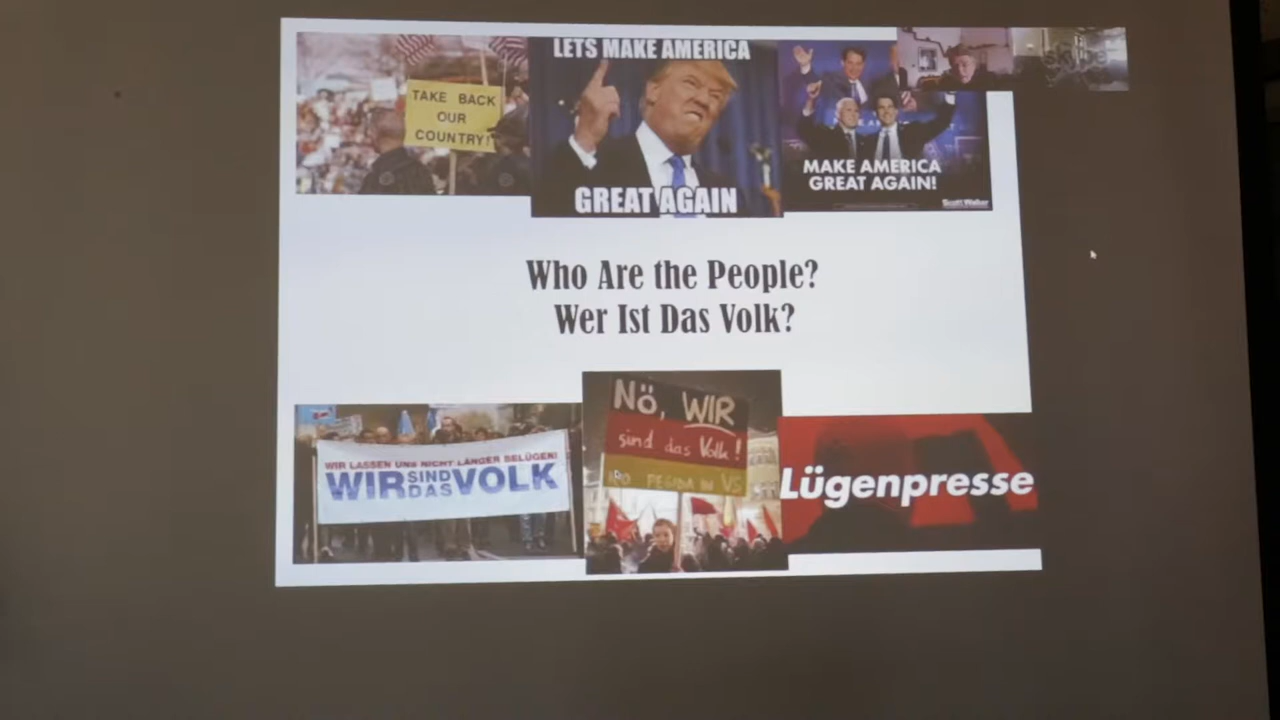 TAKE BACK
OUR
COUNTRY!
LETS MAKE AMERICA
GREAT AGAIN
MAKE AMERICA
GREAT AGAIN!
Scott Walker
Who Are the People?
Wer Ist Das Volk?
WIR LASSEN UNS NICHT LÄNGER BELÜGEN!
WIR SIND DAS VOLK
NÖ, WIR
sind das Volk!
PEGIDA
Lügenpresse